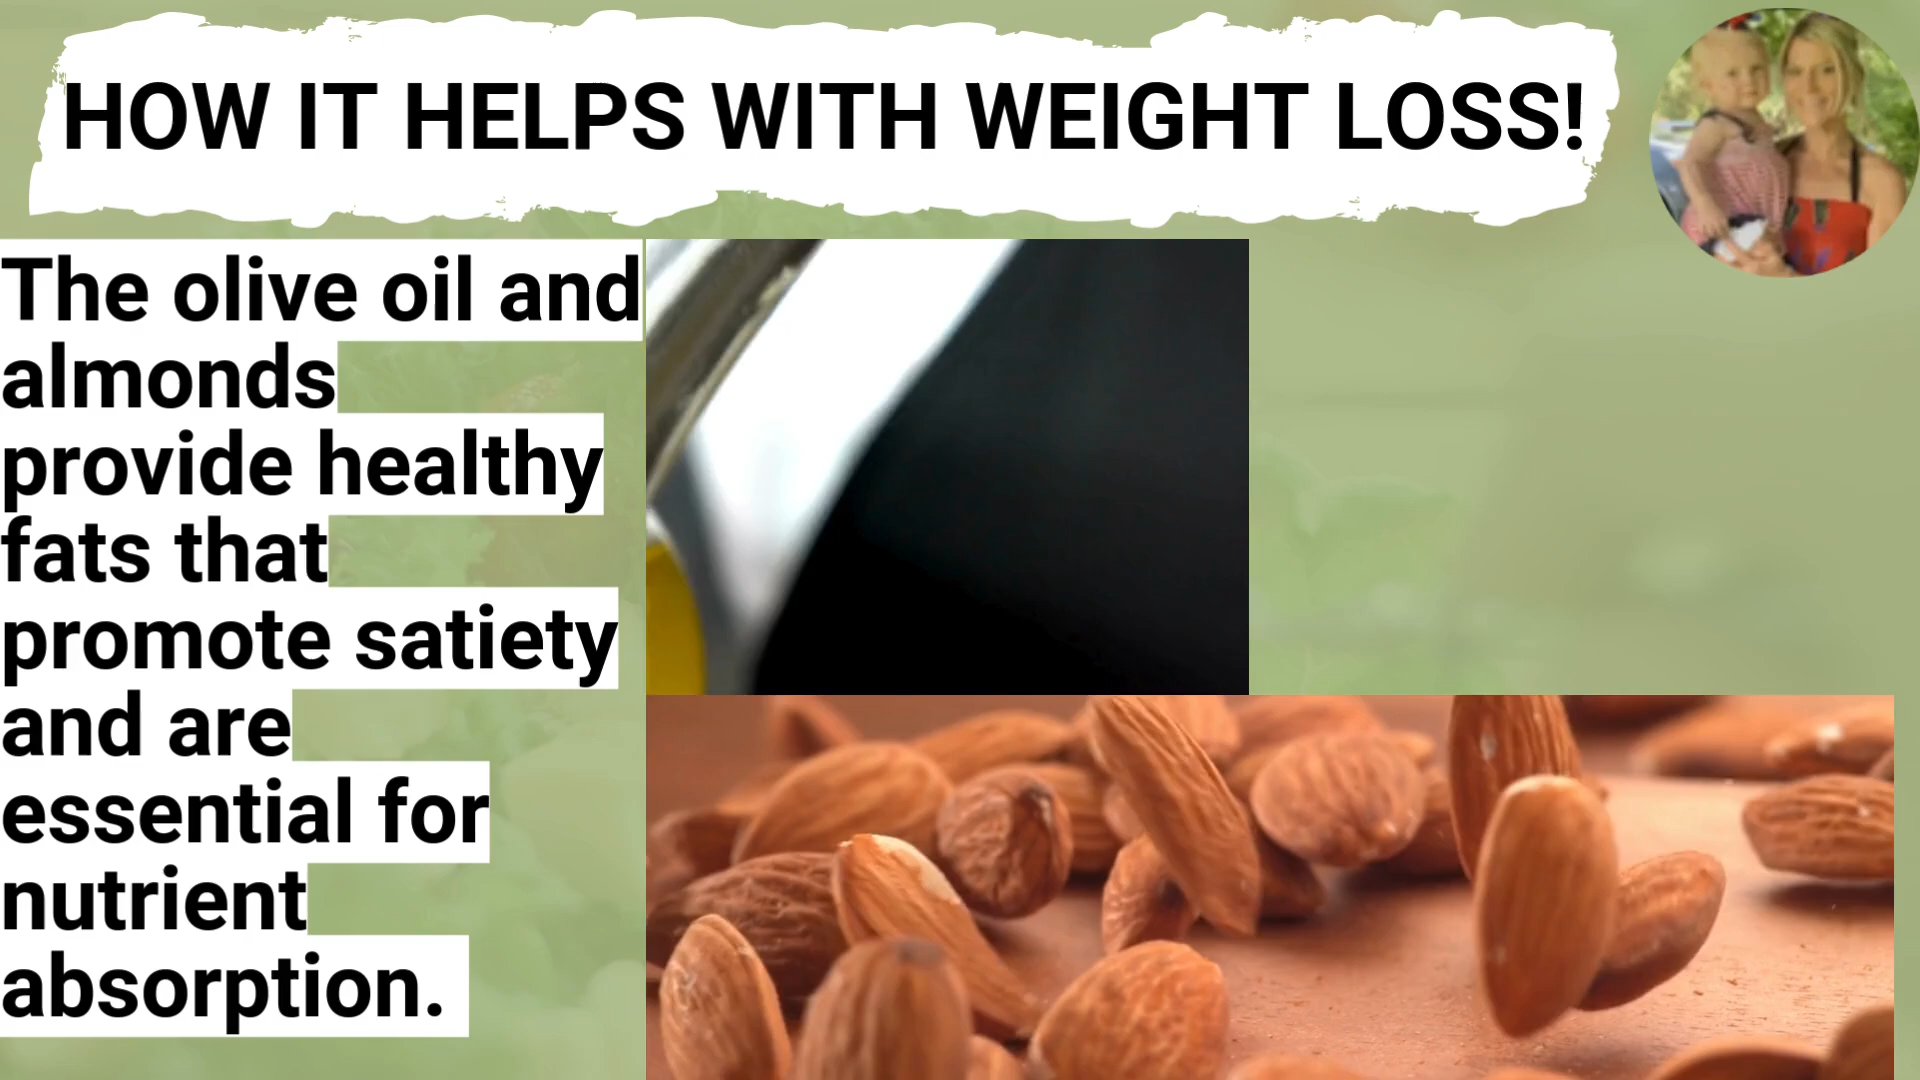 HOW IT HELPS WITH WEIGHT LOSS!
The olive oil and
almonds
provide healthy
fats that
promote satiety
and are
essential for
nutrient
absorption.